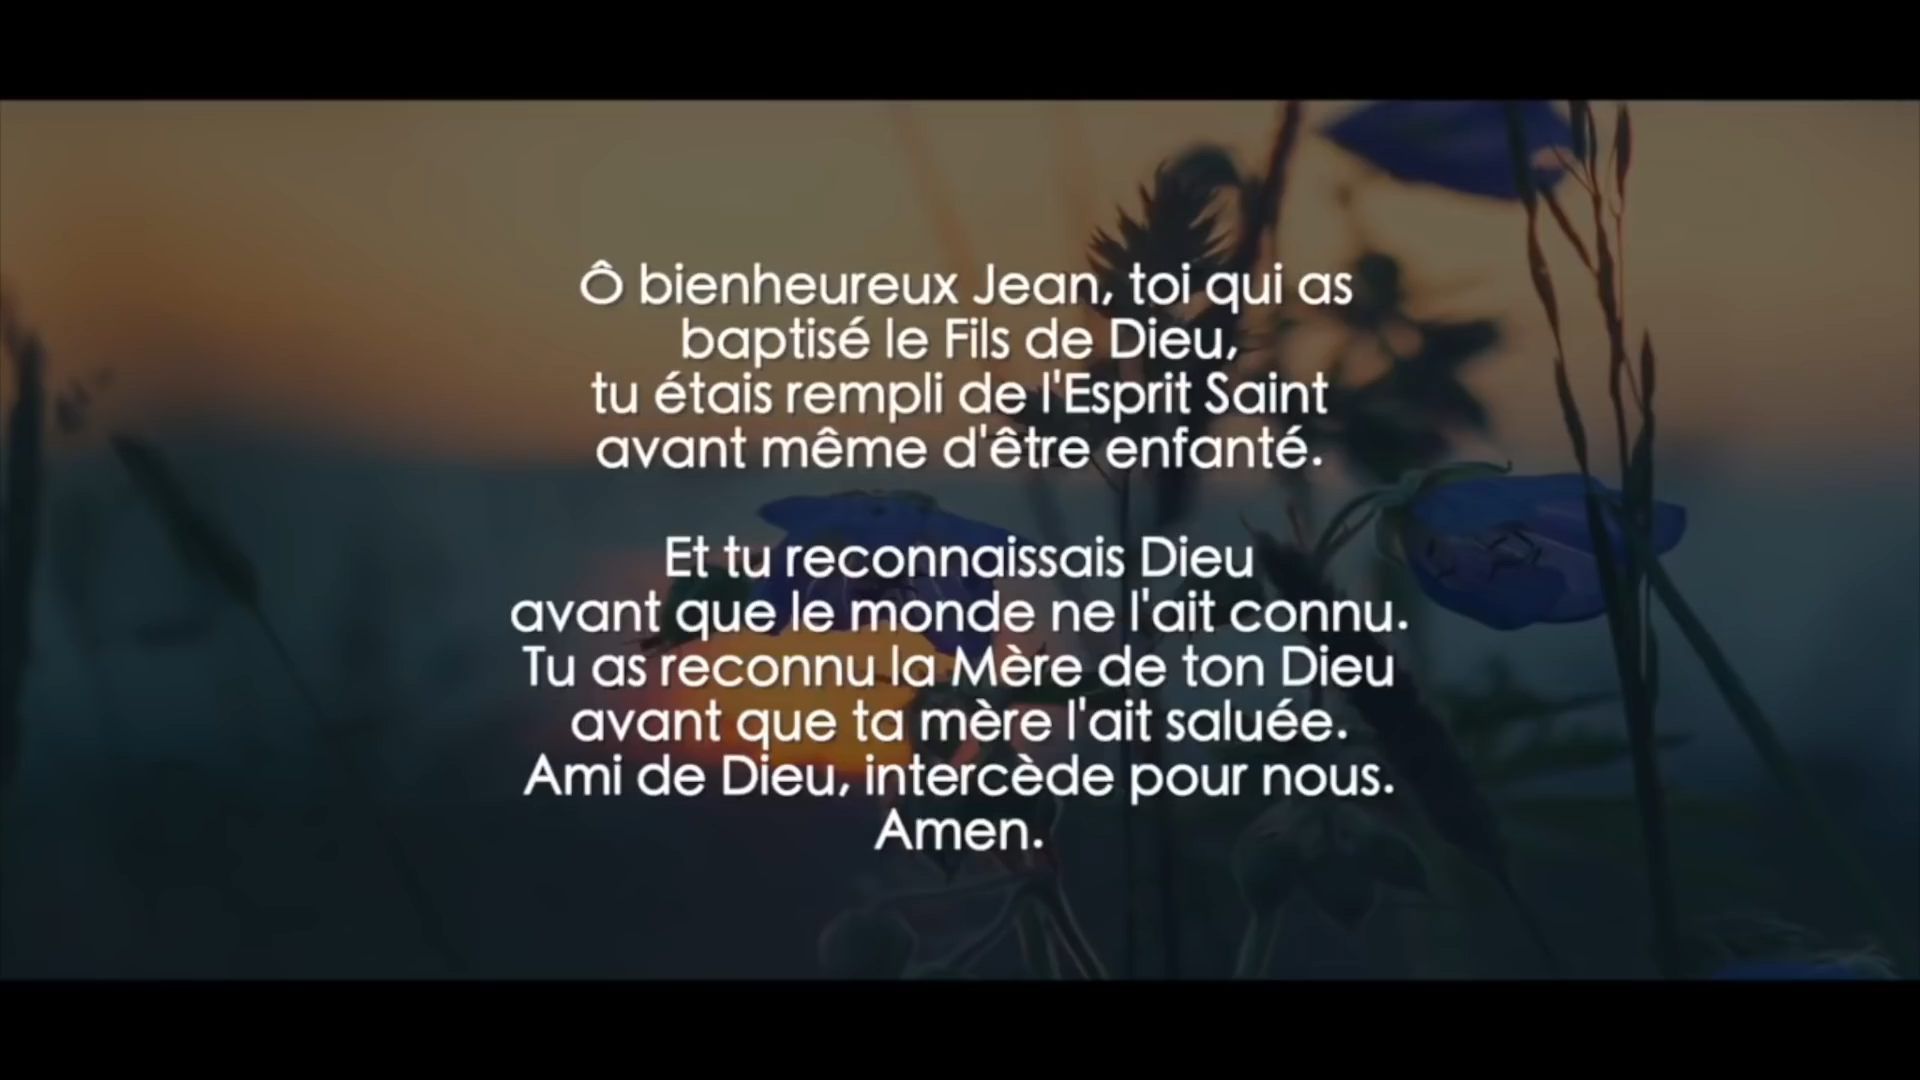 Ô bienheureux Jean, toi qui as
baptisé le Fils de Dieu,
tu étais rempli de l'Esprit Saint
avant même d'être enfanté.
Et tu reconnaissais Dieu
avant que le monde ne l'ait connu.
Tu as reconnu la Mère de ton Dieu
avant que ta mère l'ait saluée.
Ami de Dieu, intercède pour nous.
Amen.